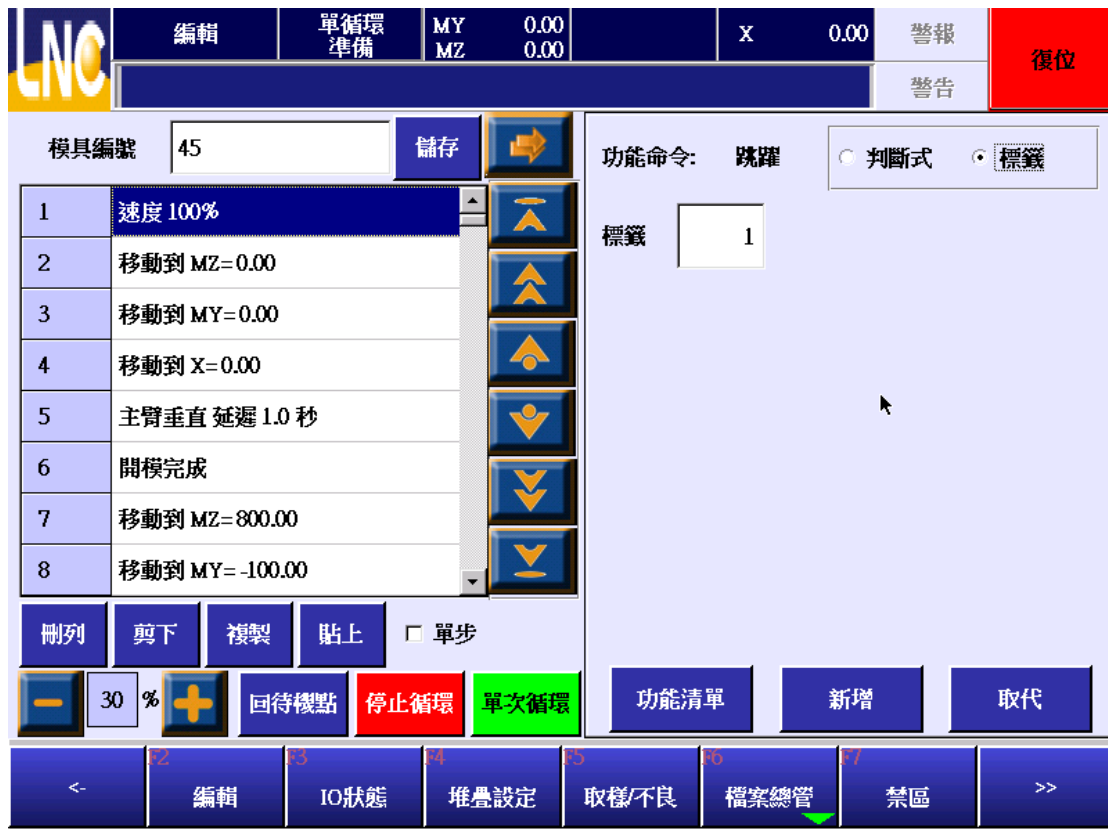 LNC
編輯
單循環
準備
MY 0.00
MZ 0.00
X 0.00
警報
警告
復位
模具編號 45 儲存
1 速度 100%
2 移動到 MZ= 0.00
3 移動到 MY= 0.00
4 移動到 X= 0.00
5 主臂垂直 延遲 1.0 秒
6 開模完成
7 移動到 MZ= 800.00
8 移動到 MY= -100.00
刪列 剪下 複製 貼上 單步
30 % 回待機點 停止循環 單次循環
功能命令: 跳躍 判斷式 標籤
標籤 1
功能清單 新增 取代
<-
F2 編輯
F3 IO狀態
F4 堆疊設定
F5 取樣/不良
F6 檔案總管
F7 禁區
>>